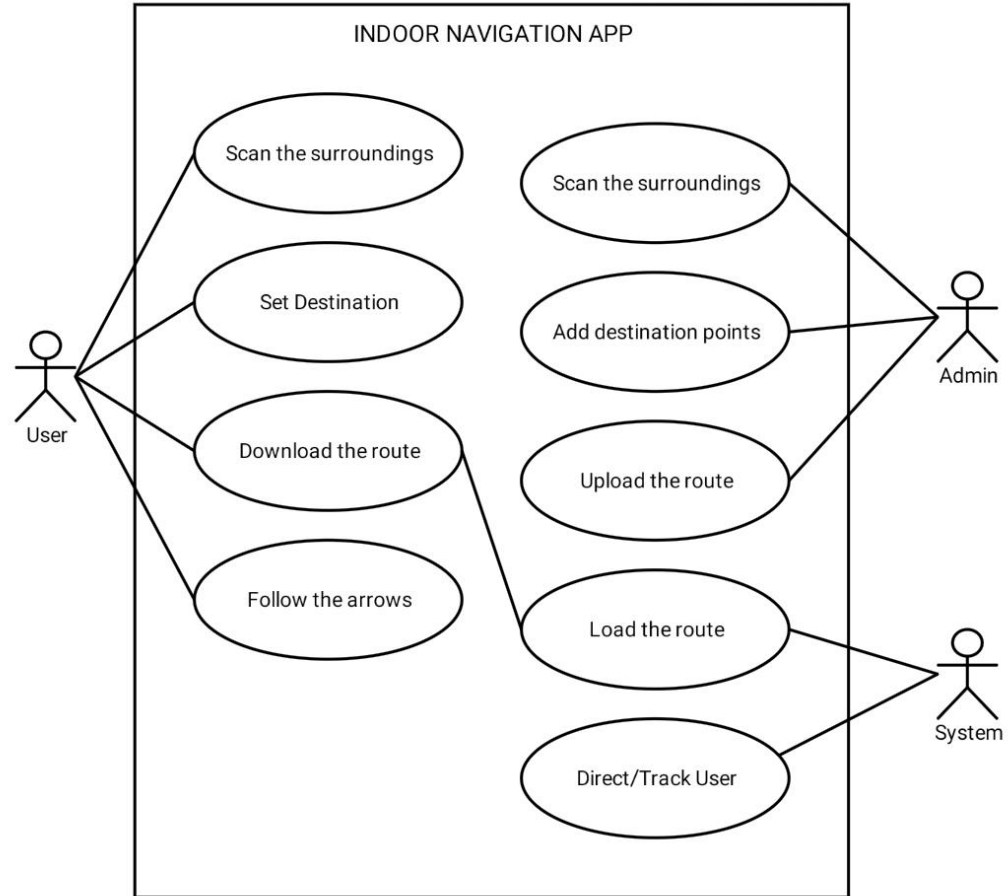 INDOOR NAVIGATION APP
Scan the surroundings
Set Destination
Download the route
Follow the arrows
User
Scan the surroundings
Add destination points
Upload the route
Load the route
Direct/Track User
Admin
System